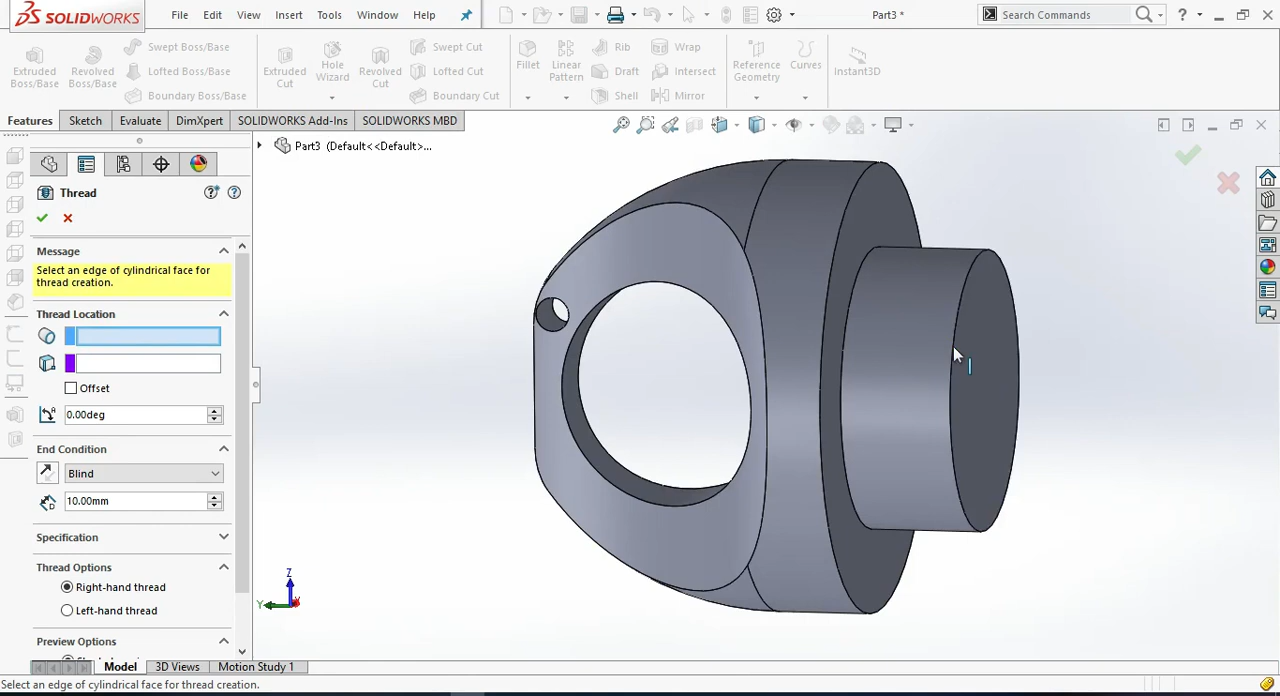 SOLIDWORKS File Edit View Insert Tools Window Help Part3 * Search Commands
Extruded Boss/Base
Revolved Boss/Base
Swept Boss/Base
Lofted Boss/Base
Boundary Boss/Base
Extruded Cut
Hole Wizard
Revolved Cut
Swept Cut
Lofted Cut
Boundary Cut
Fillet
Linear Pattern
Rib
Draft
Shell
Wrap
Intersect
Mirror
Reference Geometry
Curves
Instant3D
Features Sketch Evaluate DimXpert SOLIDWORKS Add-Ins SOLIDWORKS MBD
Part3 (Default<<Default>...
Thread
Message
Select an edge of cylindrical face for
thread creation.
Thread Location
Offset
0.00deg
End Condition
Blind
10.00mm
Specification
Thread Options
Right-hand thread
Left-hand thread
Preview Options
Z
Y
Model 3D Views Motion Study 1
Select an edge of cylindrical face for thread creation.